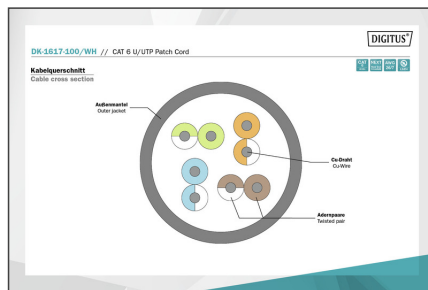 DIGITUS®
DK-1617-100/WH // CAT 6 U/UTP Patch Cord
Kabelquerschnitt
Cable cross section
Außenmantel
Outer jacket
Cu-Draht
Cu-Wire
Adernpaare
Twisted pair